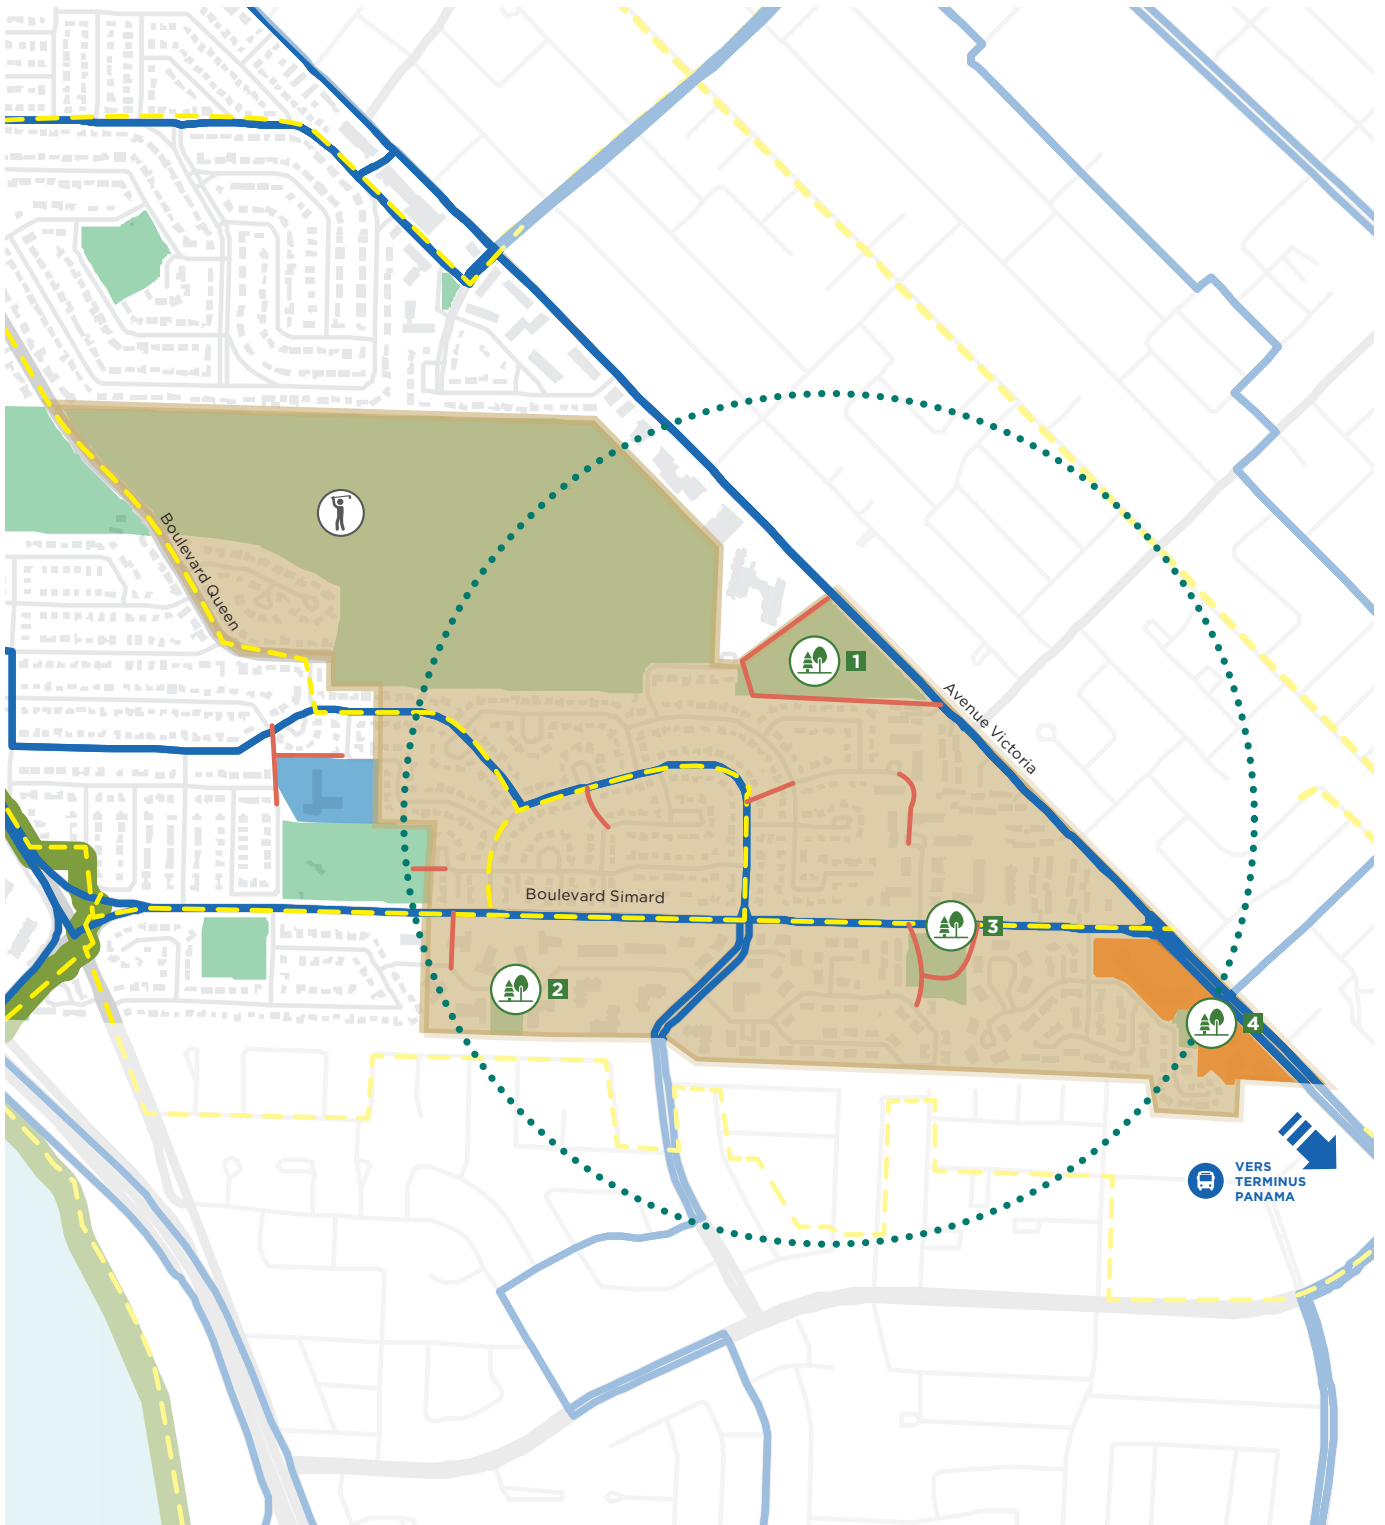 Boulevard Queen
1
Avenue Victoria
Boulevard Simard
3
2
4
VERS
TERMINUS
PANAMA